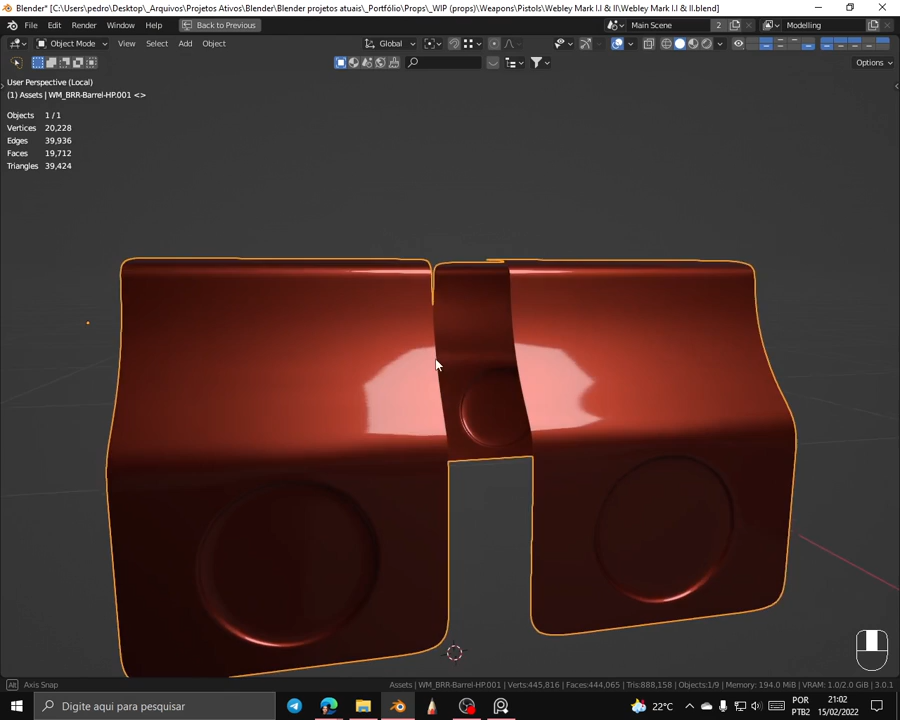 Blender* [C:\Users\pedro\Desktop\_Arquivos\Projetos Ativos\Blender\Blender projetos atuais\_Portfólio\Props\_WIP (props)\Weapons\Pistols\Webley Mark I.I & II\Webley Mark I.I & II.blend]
File Edit Render Window Help Back to Previous Main Scene 2 Modelling
Object Mode View Select Add Object Global
Options
User Perspective (Local)
(1) Assets | WM_BRR-Barrel-HP.001 <>
Objects 1 / 1
Vertices 20,228
Edges 39,936
Faces 19,712
Triangles 39,424
Alt Axis Snap Assets | WM_BRR-Barrel-HP.001 | Verts:445,816 | Faces:444,065 | Tris:888,158 | Objects:1/9 | Memory: 194.0 MiB | VRAM: 1.0/2.0 GiB | 3.0.1
Digite aqui para pesquisar
22°C
POR
PTB2
21:02
15/02/2022